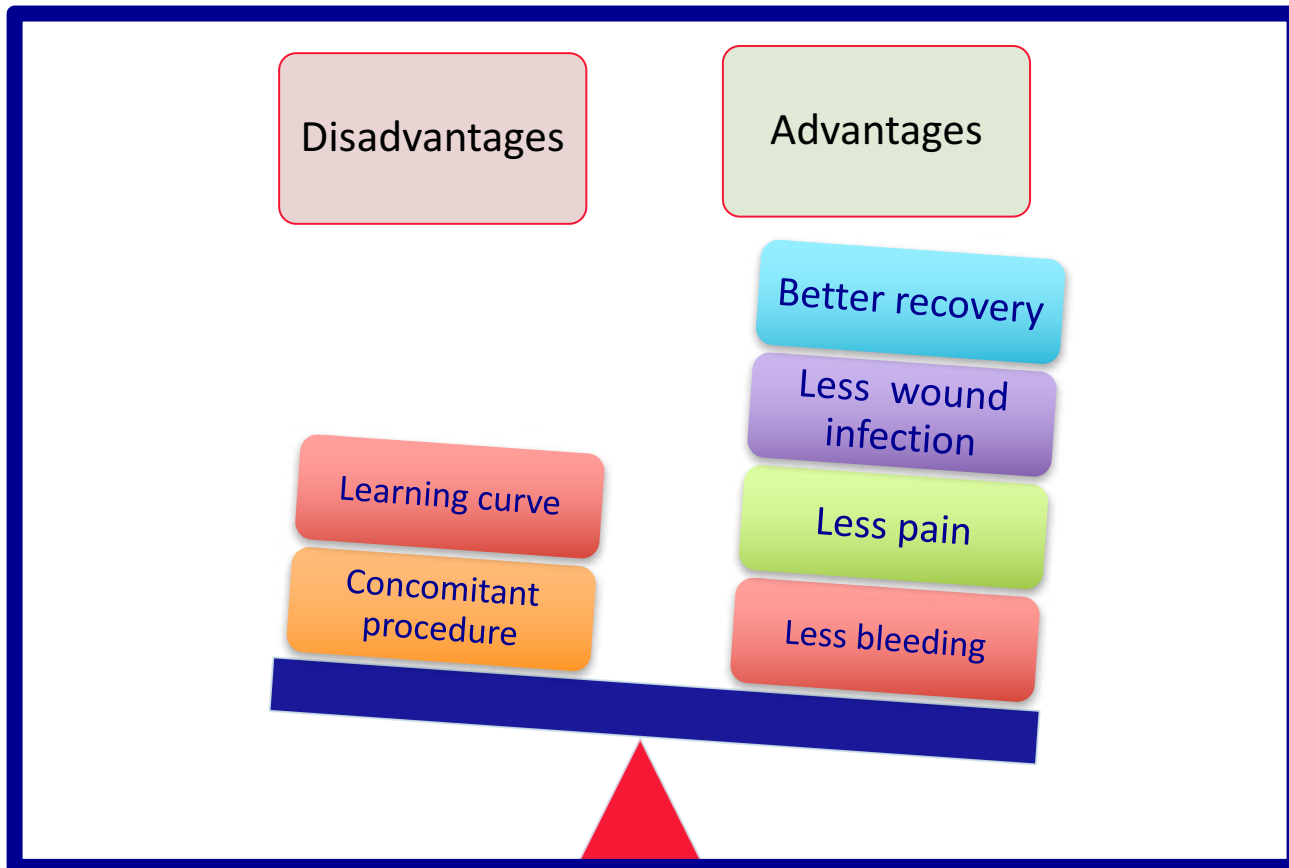 Disadvantages
Advantages
Better recovery
Less wound
infection
Less pain
Less bleeding
Learning curve
Concomitant
procedure